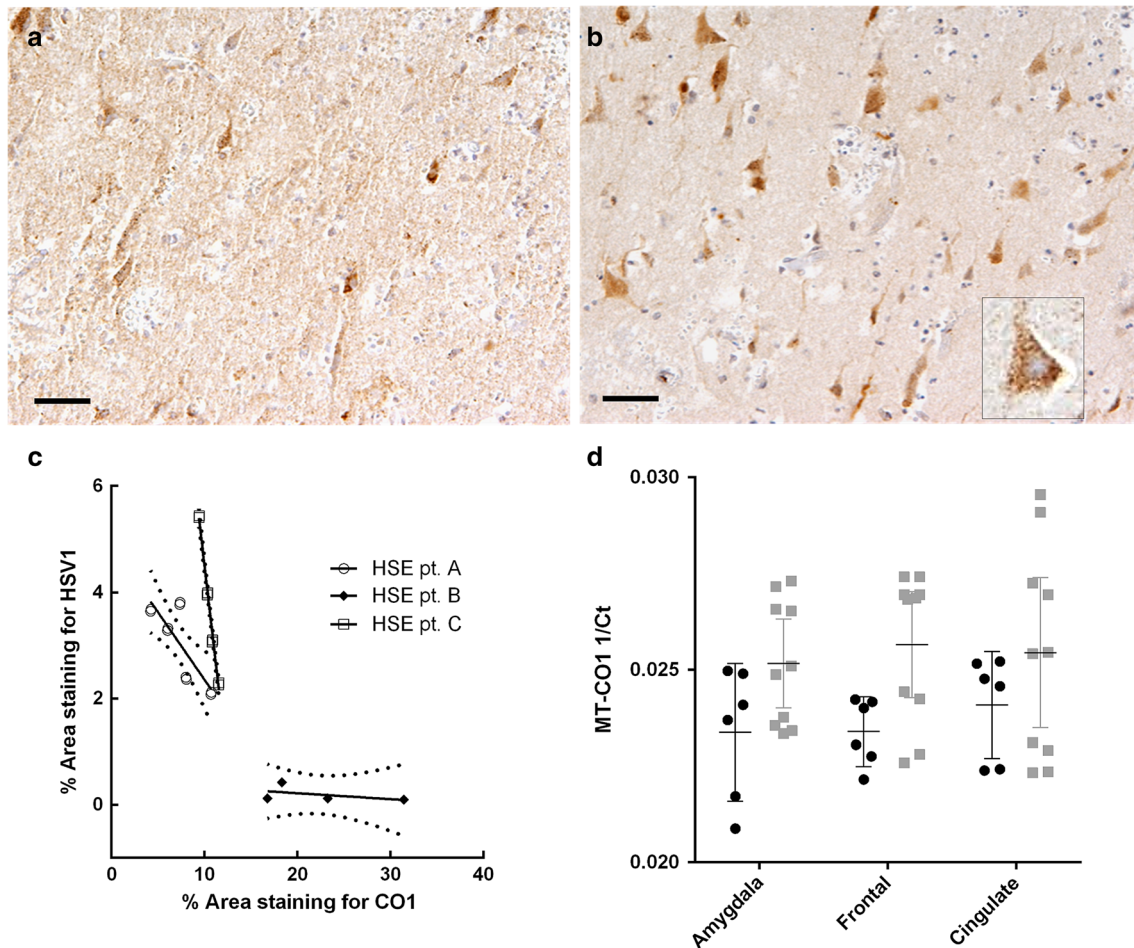 a
b
c
6
4
2
0
% Area staining for HSV1
0
10
20
30
40
% Area staining for CO1
HSE pt. A
HSE pt. B
HSE pt. C
d
0.030
0.025
0.020
MT-CO1 1/Ct
Amygdala
Frontal
Cingulate